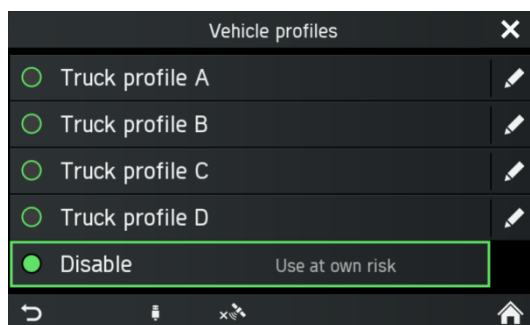 Vehicle profiles
Truck profile A
Truck profile B
Truck profile C
Truck profile D
Disable Use at own risk